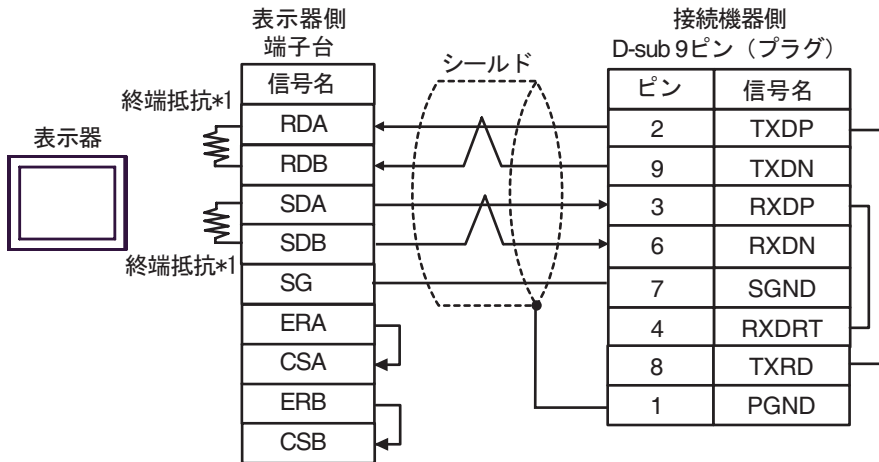 表示器側
端子台
接続機器側
D-sub 9ピン（プラグ）
シールド
終端抵抗*1
表示器
終端抵抗*1
信号名
RDA
RDB
SDA
SDB
SG
ERA
CSA
ERB
CSB
ピン 信号名
2 TXDP
9 TXDN
3 RXDP
6 RXDN
7 SGND
4 RXDRT
8 TXRD
1 PGND